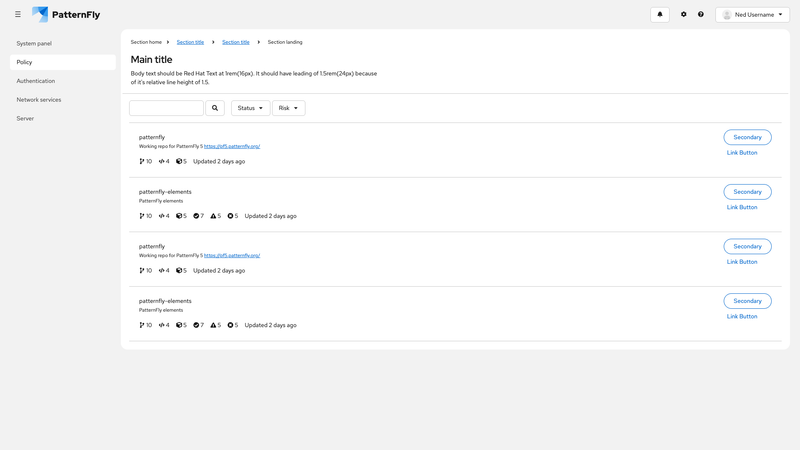 PatternFly
Ned Username
System panel
Policy
Authentication
Network services
Server
Section home Section title Section title Section landing
Main title
Body text should be Red Hat Text at 1rem(16px). It should have leading of 1.5rem(24px) because
of it's relative line height of 1.5.
Status Risk
patternfly
Working repo for PatternFly 5 https://pf5.patternfly.org/
10 4 5 Updated 2 days ago
Secondary
Link Button
patternfly-elements
PatternFly elements
10 4 5 7 5 5 Updated 2 days ago
Secondary
Link Button
patternfly
Working repo for PatternFly 5 https://pf5.patternfly.org/
10 4 5 Updated 2 days ago
Secondary
Link Button
patternfly-elements
PatternFly elements
10 4 5 7 5 5 Updated 2 days ago
Secondary
Link Button